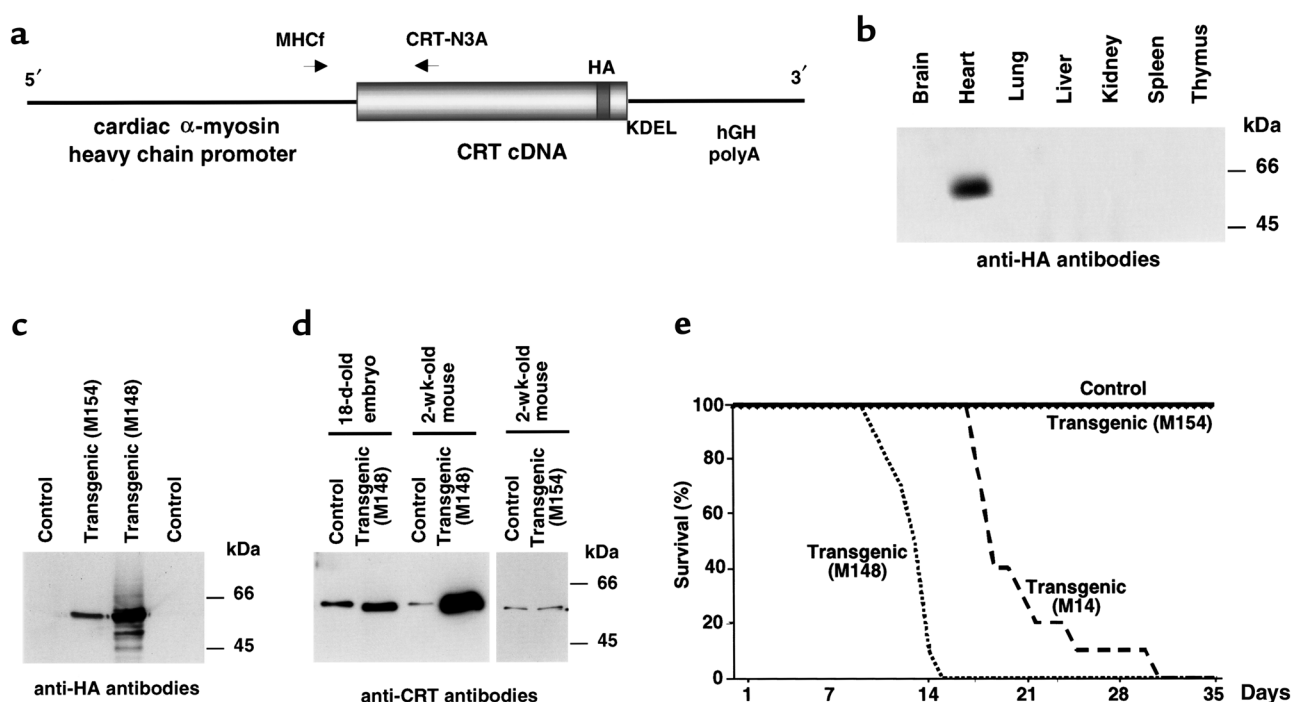 a
MHCf
CRT-N3A
HA
5′
3′
cardiac α-myosin
heavy chain promoter
CRT cDNA
KDEL
hGH
polyA
b
Brain
Heart
Lung
Liver
Kidney
Spleen
Thymus
kDa
66
45
anti-HA antibodies
c
Control
Transgenic (M154)
Transgenic (M148)
Control
kDa
66
45
anti-HA antibodies
d
18-d-old
embryo
2-wk-old
mouse
2-wk-old
mouse
Control
Transgenic
(M148)
Control
Transgenic
(M148)
Control
Transgenic
(M154)
kDa
66
45
anti-CRT antibodies
e
Control
Transgenic (M154)
Transgenic
(M148)
Transgenic
(M14)
Survival (%)
100
80
60
40
20
0
1
7
14
21
28
35
Days